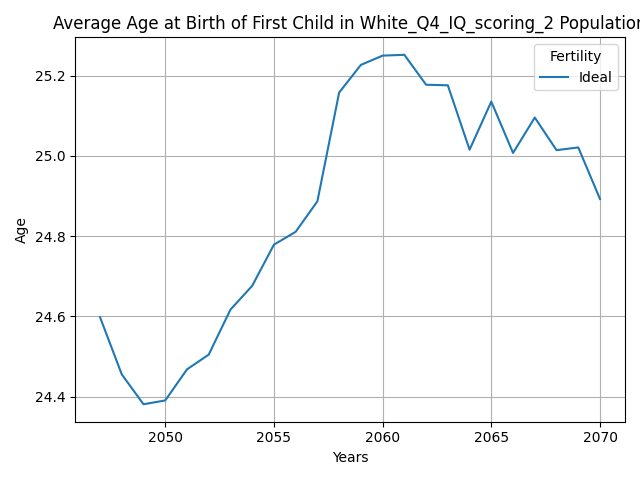 Average Age at Birth of First Child in White_Q4_IQ_scoring_2 Population
Fertility
Ideal
25.2
25.0
24.8
24.6
24.4
Age
2050 2055 2060 2065 2070
Years